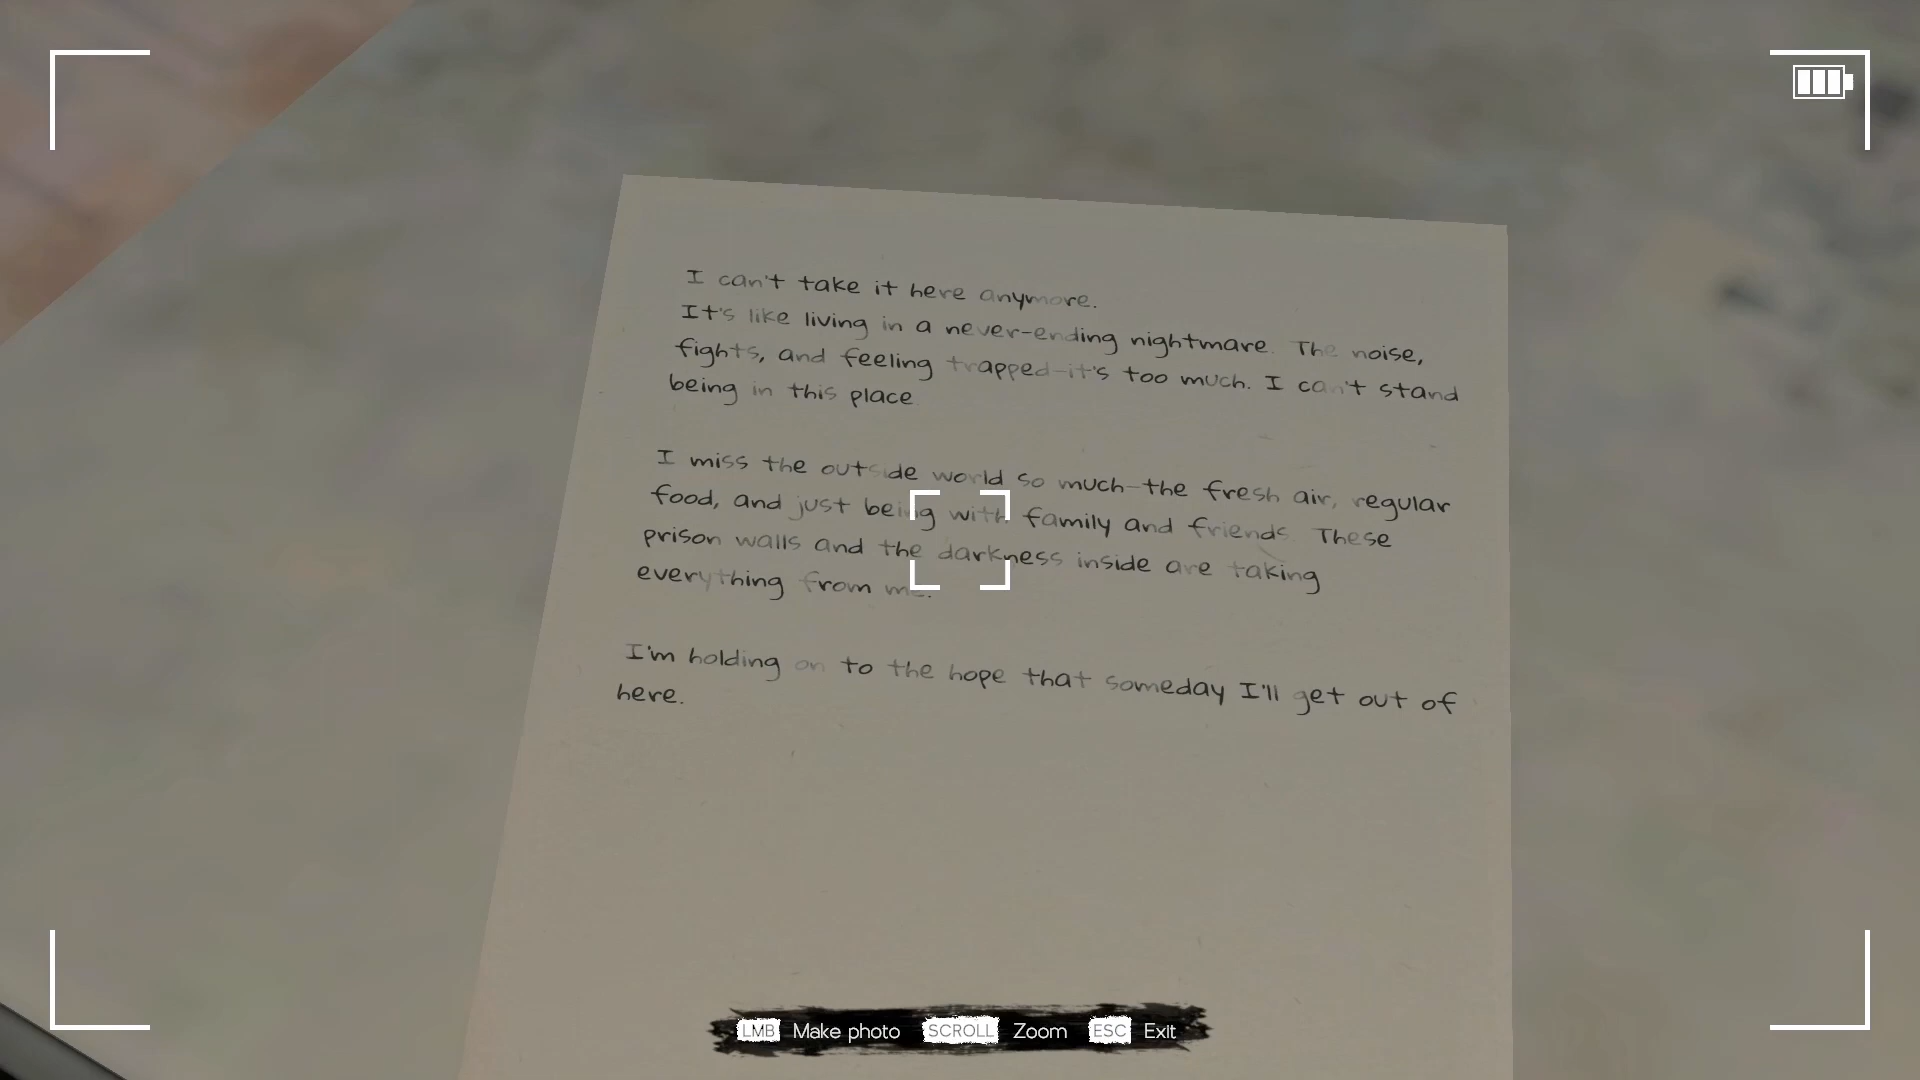 I can't take it here anymore.
It's like living in a never-ending nightmare. The noise,
fights, and feeling trapped-it's too much. I can't stand
being in this place
I miss the outside world so much-the fresh air, regular
food, and just being with family and friends. These
prison walls and the darkness inside are taking
everything from me.
I'm holding on to the hope that someday I'll get out of
here.
LMB Make photo SCROLL Zoom ESC Exit